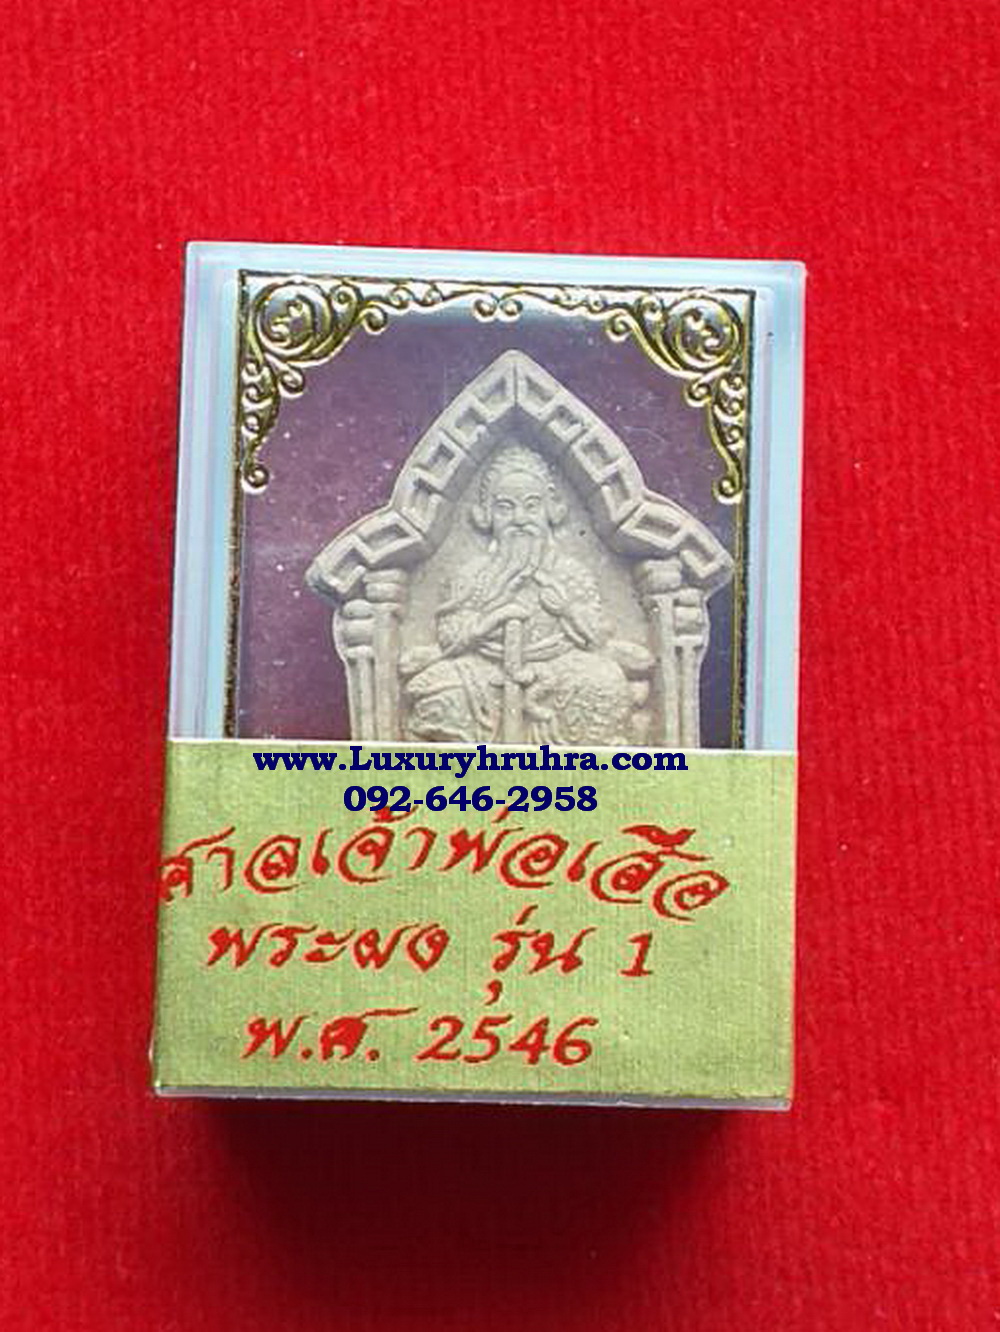 www.Luxuryhruhra.com
092-646-2958
ศาลเจ้าพ่อเสือ
พระผง รุ่น 1
พ.ศ. 2546